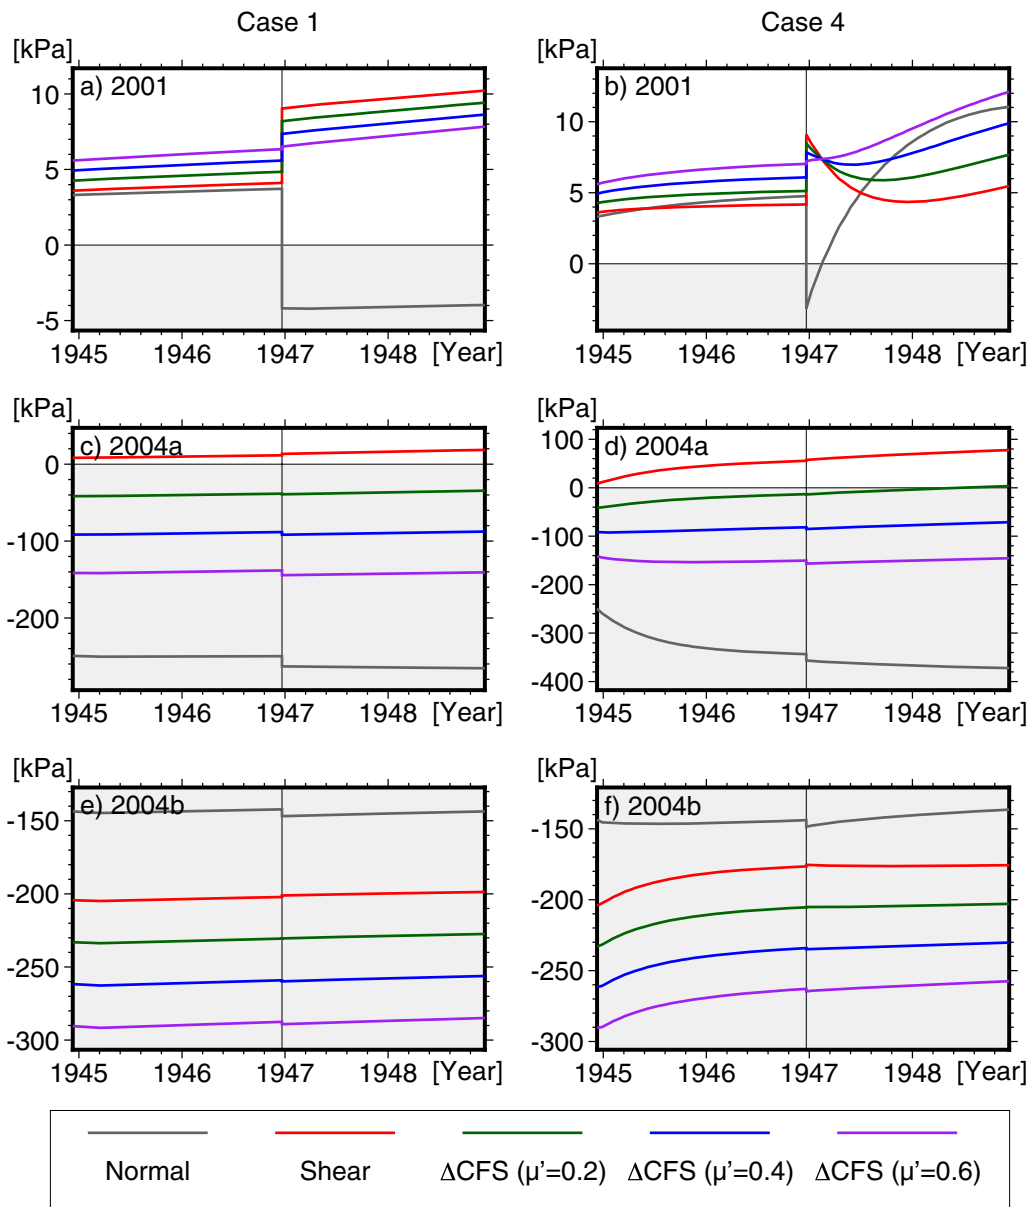 Case 1
Case 4
[kPa]
[kPa]
a) 2001
10
5
0
-5
1945 1946 1947 1948 [Year]
b) 2001
10
5
0
1945 1946 1947 1948 [Year]
[kPa]
[kPa]
c) 2004a
0
-100
-200
1945 1946 1947 1948 [Year]
d) 2004a
100
0
-100
-200
-300
-400
1945 1946 1947 1948 [Year]
[kPa]
[kPa]
e) 2004b
-150
-200
-250
-300
1945 1946 1947 1948 [Year]
f) 2004b
-150
-200
-250
-300
1945 1946 1947 1948 [Year]
Normal
Shear
ΔCFS (μ'=0.2)
ΔCFS (μ'=0.4)
ΔCFS (μ'=0.6)